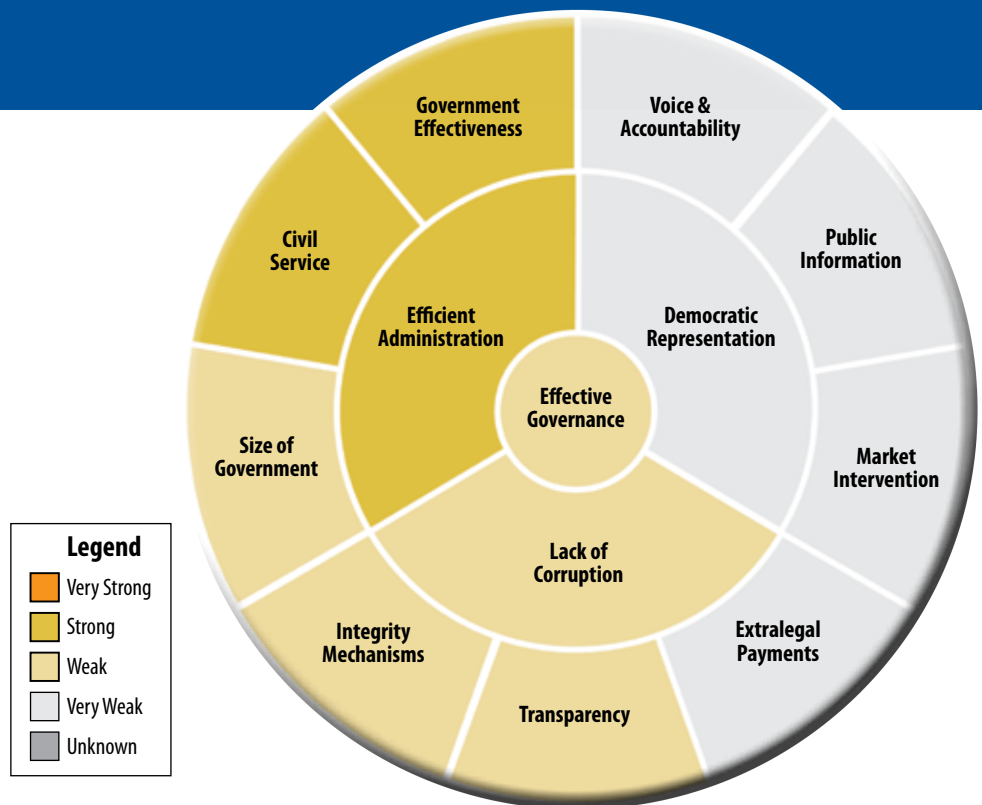 Government
Effectiveness
Voice &
Accountability
Civil
Service
Public
Information
Efficient
Administration
Democratic
Representation
Effective
Governance
Size of
Government
Market
Intervention
Lack of
Corruption
Integrity
Mechanisms
Extralegal
Payments
Transparency
Legend
Very Strong
Strong
Weak
Very Weak
Unknown